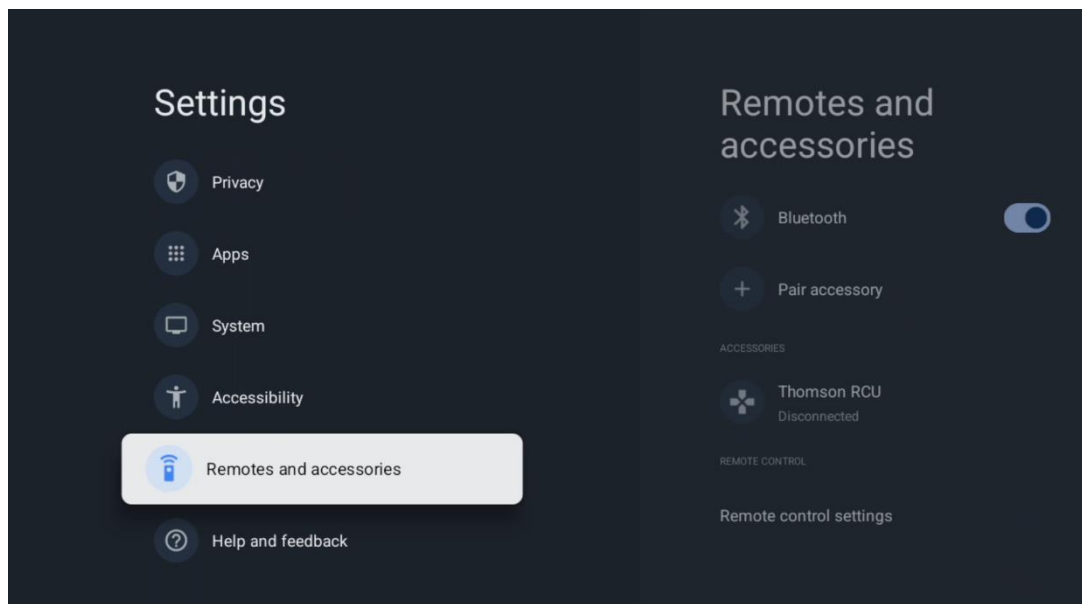 Settings
Privacy
Apps
System
Accessibility
Remotes and accessories
Help and feedback
Remotes and
accessories
Bluetooth
Pair accessory
ACCESSORIES
Thomson RCU
Disconnected
REMOTE CONTROL
Remote control settings